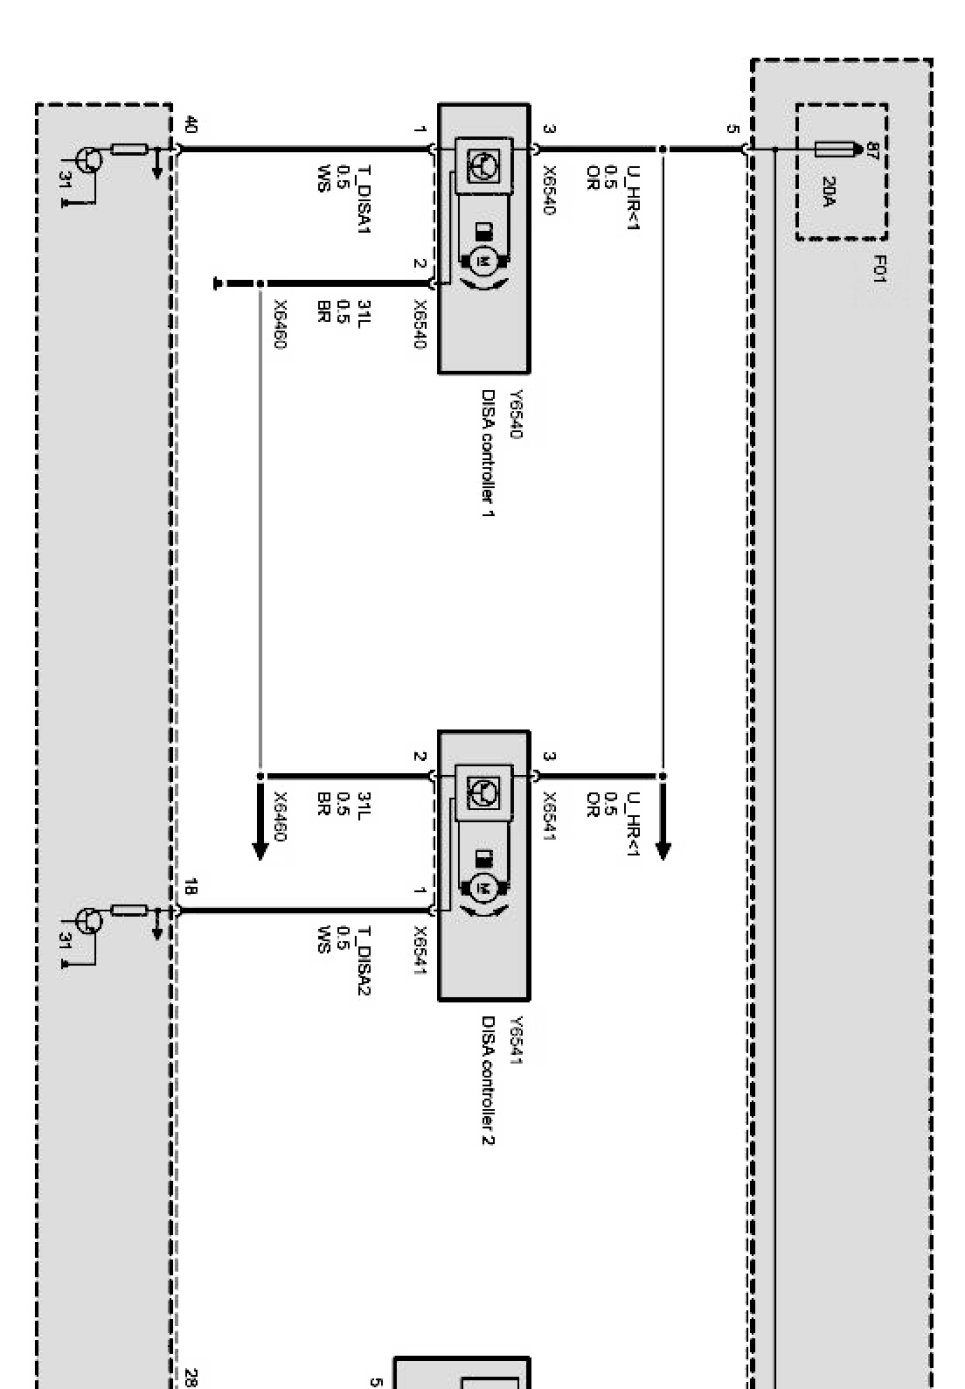 87
20A
F01
5
U_HR<1
0.5
OR
3
X6540
Y6540
DISA controller 1
M
1
2
X6540
T_DISA1
0.5
WS
31L
0.5
BR
X6460
40
31
U_HR<1
0.5
OR
3
X6541
Y6541
DISA controller 2
M
2
1
X6541
31L
0.5
BR
X6460
T_DISA2
0.5
WS
18
31
5
28